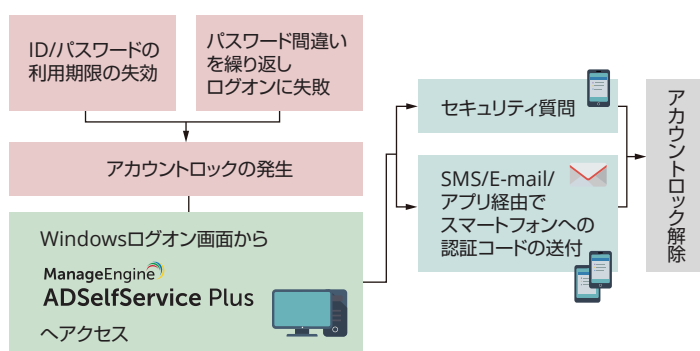 ID/パスワードの
利用期限の失効
パスワード間違い
を繰り返し
ログオンに失敗
アカウントロックの発生
Windowsログオン画面から
ManageEngine
ADSelfService Plus
へアクセス
セキュリティ質問
SMS/E-mail/
アプリ経由で
スマートフォンへの
認証コードの送付
アカウントロック解除